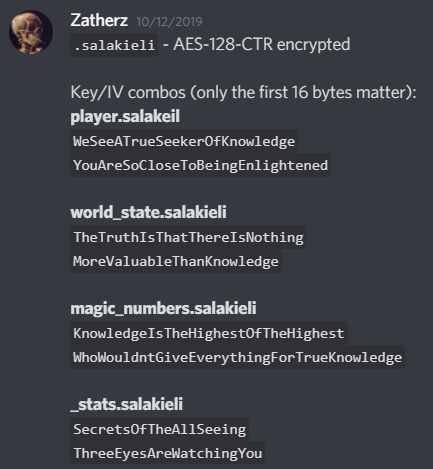 Zatherz 10/12/2019
.salakieli - AES-128-CTR encrypted
Key/IV combos (only the first 16 bytes matter):
player.salakeil
WeSeeATrueSeekerOfKnowledge
YouAreSoCloseToBeingEnlightened
world_state.salakieli
TheTruthIsThatThereIsNothing
MoreValuableThanKnowledge
magic_numbers.salakieli
KnowledgeIsTheHighestOfTheHighest
WhoWouldntGiveEverythingForTrueKnowledge
_stats.salakieli
SecretsOfTheAllSeeing
ThreeEyesAreWatchingYou